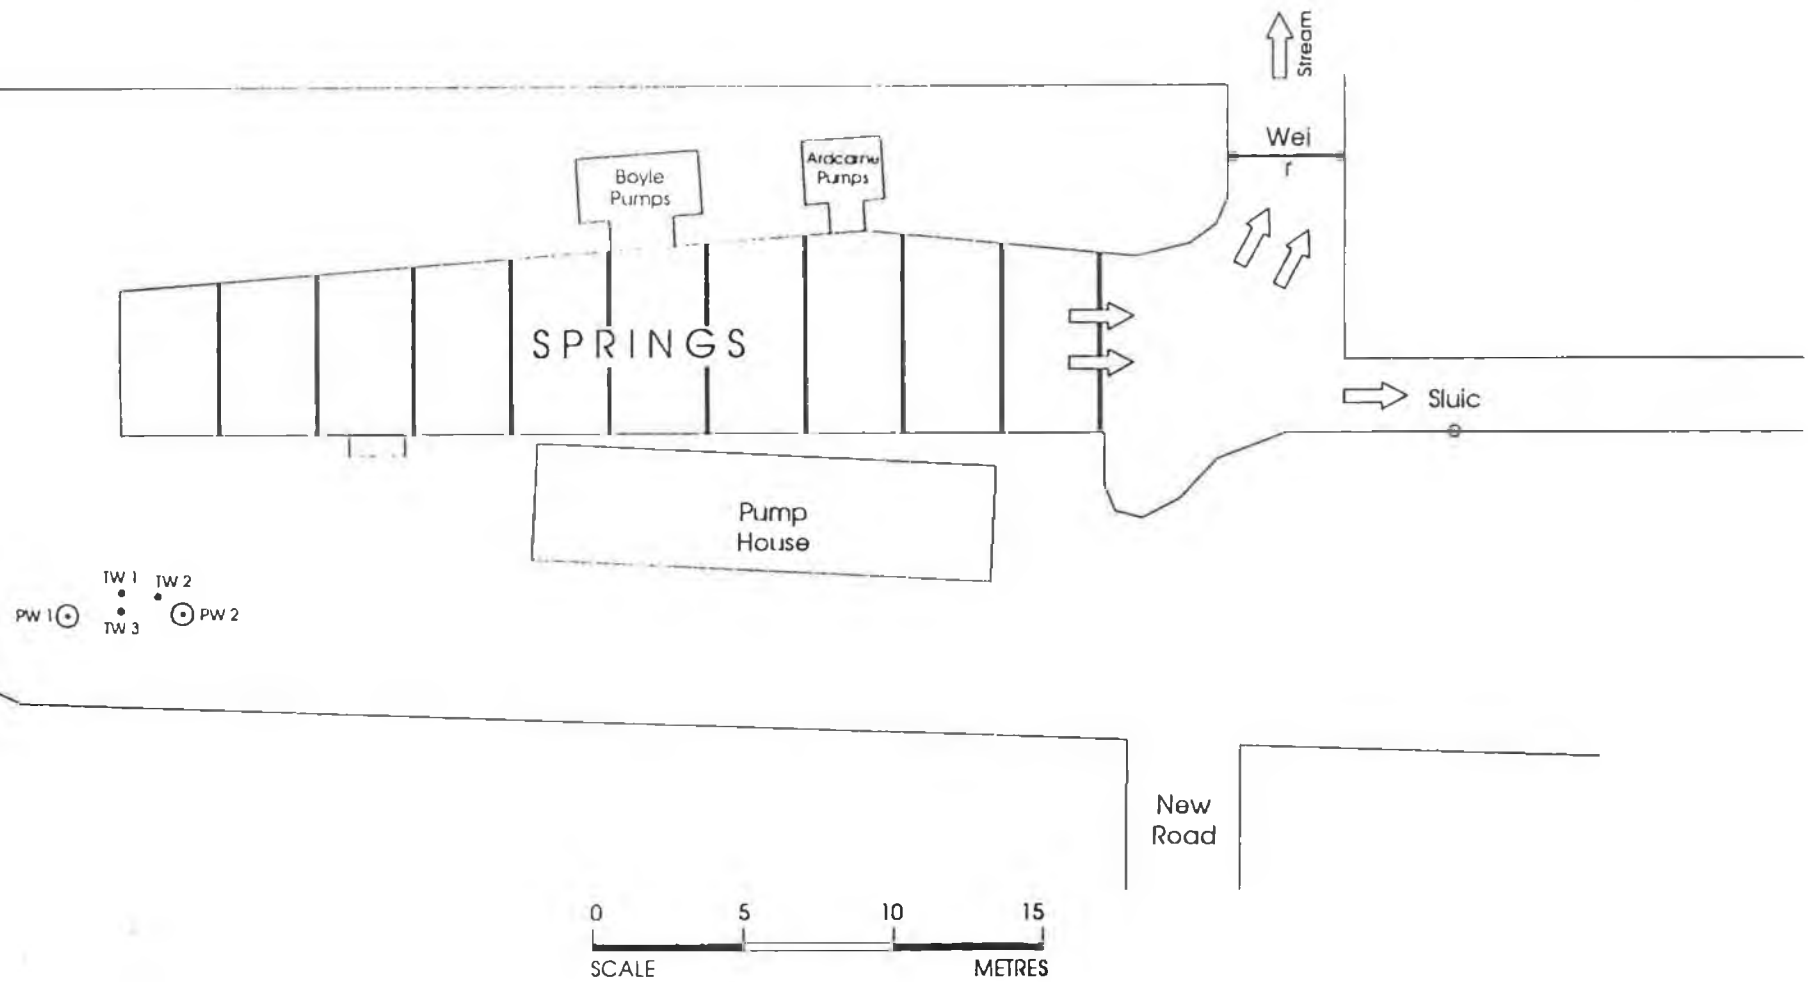 Stream
Wei
r
Ardcarne
Pumps
Boyle
Pumps
SPRINGS
Sluic
Pump
House
TW 1
TW 2
PW 1
PW 2
TW 3
New
Road
0 5 10 15
SCALE METRES